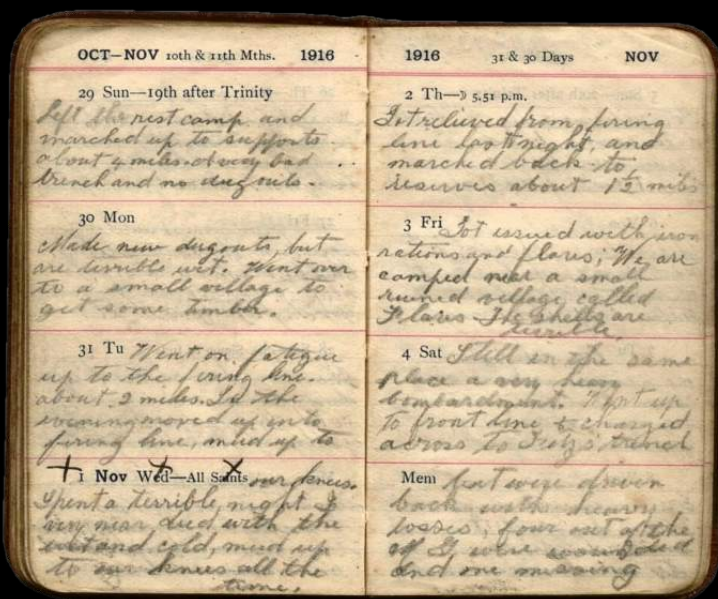 OCT—NOV 10th & 11th Mths. 1916
29 Sun—19th after Trinity
Left the rest camp and
marched up to supports
about 4 miles. A very bad
trench and no dugouts.
30 Mon
Made new dugouts, but
are terrible wet. Went over
to a small village to
get some timber.
31 Tu Went on fatigue
up to the firing line.
about 2 miles. In the
evening moved up into
firing line, mud up to
1 Nov Wed—All Saints our knees.
Spent a terrible night I
very near died with the
wet and cold, mud up
to our knees all the
time.
1916 31 & 30 Days NOV
2 Th—☽ 5.51 p.m.
Got relieved from firing
line last night, and
marched back to
reserves about 1½ miles
3 Fri Got issued with iron
rations and flares; We are
camped near a small
ruined village called
Flares The shells are
terrible.
4 Sat Still in the same
place a very heavy
bombardment. Went up
to front line & charged
across to Fritz's trench
Mem but were driven
back with heavy
losses, four out of the
of G were wounded
and one missing